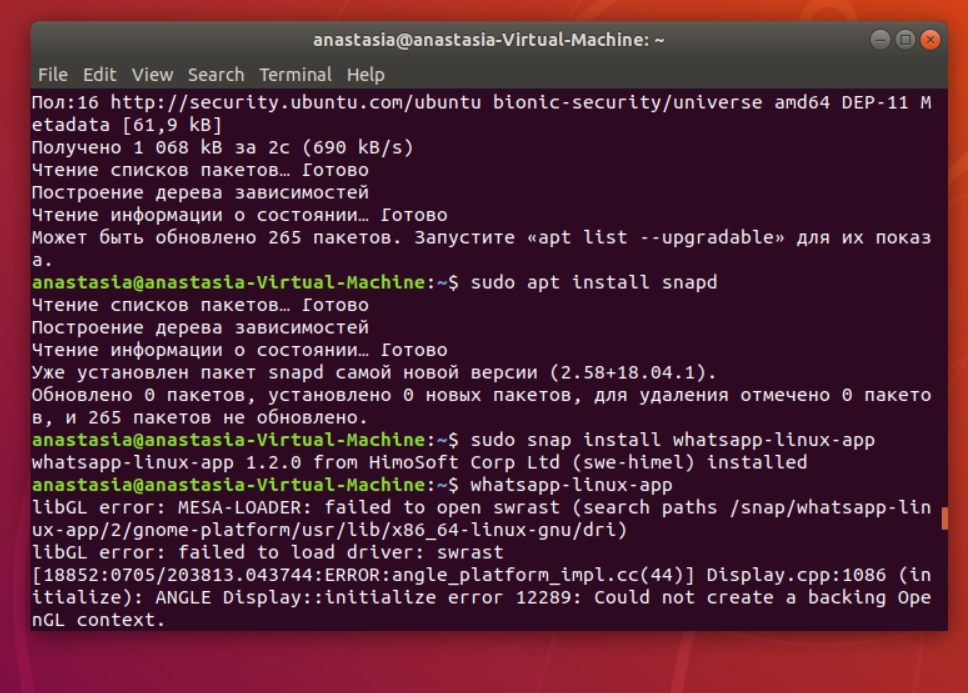 anastasia@anastasia-Virtual-Machine: ~
File Edit View Search Terminal Help
Пол:16 http://security.ubuntu.com/ubuntu bionic-security/universe amd64 DEP-11 M
etadata [61,9 kB]
Получено 1 068 kB за 2с (690 kB/s)
Чтение списков пакетов… Готово
Построение дерева зависимостей
Чтение информации о состоянии… Готово
Может быть обновлено 265 пакетов. Запустите «apt list --upgradable» для их показ
а.
anastasia@anastasia-Virtual-Machine:~$ sudo apt install snapd
Чтение списков пакетов… Готово
Построение дерева зависимостей
Чтение информации о состоянии… Готово
Уже установлен пакет snapd самой новой версии (2.58+18.04.1).
Обновлено 0 пакетов, установлено 0 новых пакетов, для удаления отмечено 0 пакето
в, и 265 пакетов не обновлено.
anastasia@anastasia-Virtual-Machine:~$ sudo snap install whatsapp-linux-app
whatsapp-linux-app 1.2.0 from HimoSoft Corp Ltd (swe-himel) installed
anastasia@anastasia-Virtual-Machine:~$ whatsapp-linux-app
libGL error: MESA-LOADER: failed to open swrast (search paths /snap/whatsapp-lin
ux-app/2/gnome-platform/usr/lib/x86_64-linux-gnu/dri)
libGL error: failed to load driver: swrast
[18852:0705/203813.043744:ERROR:angle_platform_impl.cc(44)] Display.cpp:1086 (in
itialize): ANGLE Display::initialize error 12289: Could not create a backing Ope
nGL context.